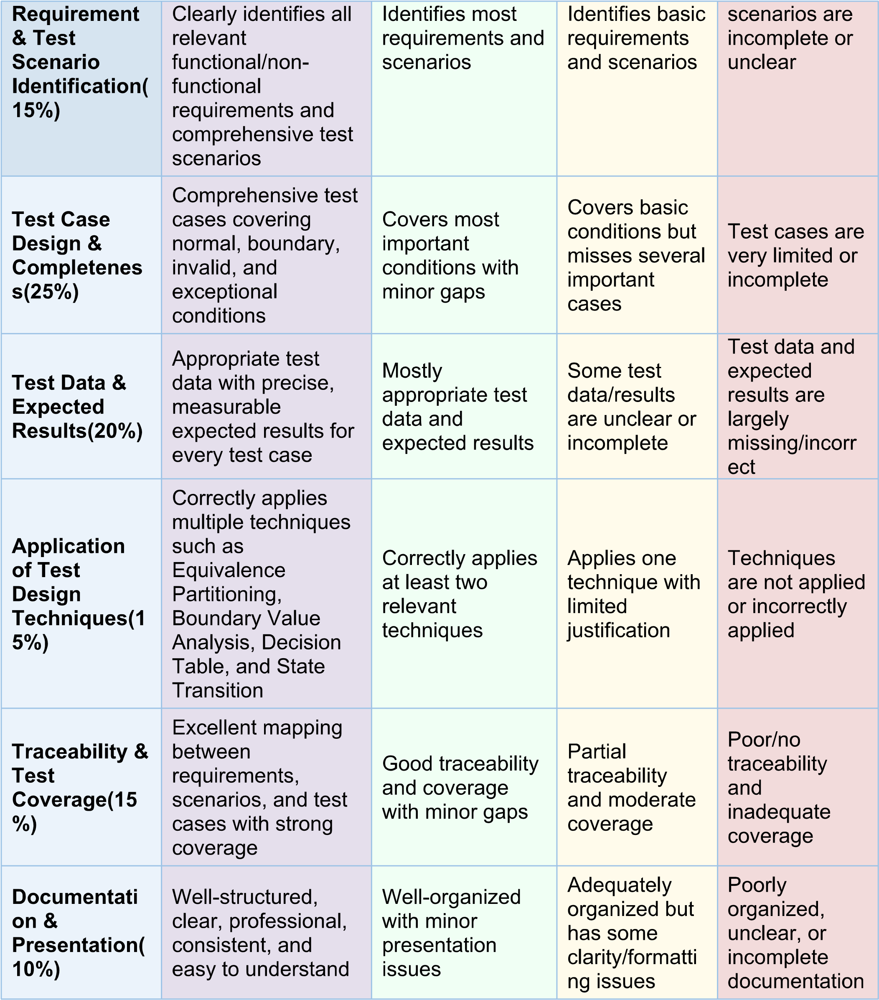 Requirement
& Test
Scenario
Identification(
15%)
Clearly identifies all
relevant
functional/non-
functional
requirements and
comprehensive test
scenarios
Identifies most
requirements and
scenarios
Identifies basic
requirements
and scenarios
scenarios are
incomplete or
unclear
Test Case
Design &
Completenes
s(25%)
Comprehensive test
cases covering
normal, boundary,
invalid, and
exceptional
conditions
Covers most
important
conditions with
minor gaps
Covers basic
conditions but
misses several
important
cases
Test cases are
very limited or
incomplete
Test Data &
Expected
Results(20%)
Appropriate test
data with precise,
measurable
expected results for
every test case
Mostly
appropriate test
data and
expected results
Some test
data/results
are unclear or
incomplete
Test data and
expected
results are
largely
missing/incorr
ect
Application
of Test
Design
Techniques(1
5%)
Correctly applies
multiple techniques
such as
Equivalence
Partitioning,
Boundary Value
Analysis, Decision
Table, and State
Transition
Correctly applies
at least two
relevant
techniques
Applies one
technique with
limited
justification
Techniques
are not applied
or incorrectly
applied
Traceability &
Test
Coverage(15
%)
Excellent mapping
between
requirements,
scenarios, and test
cases with strong
coverage
Good traceability
and coverage
with minor gaps
Partial
traceability
and moderate
coverage
Poor/no
traceability
and
inadequate
coverage
Documentati
on &
Presentation(
10%)
Well-structured,
clear, professional,
consistent, and
easy to understand
Well-organized
with minor
presentation
issues
Adequately
organized but
has some
clarity/formatti
ng issues
Poorly
organized,
unclear, or
incomplete
documentation